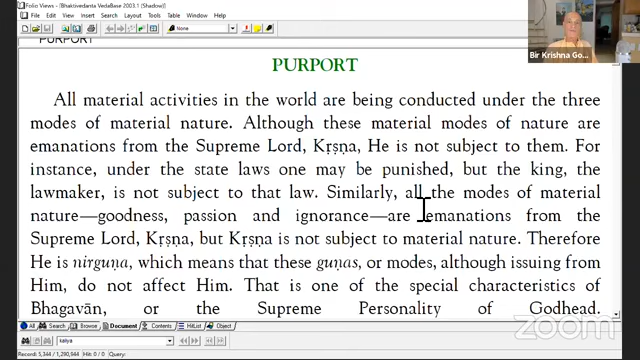 Folio Views - [Bhaktivedanta VedaBase-2003.1 (Shadow)]
File Edit View Search Layout Tools Window Help
None
PURPORT
Bir Krishna Go...
PURPORT
All material activities in the world are being conducted under the three
modes of material nature. Although these material modes of nature are
emanations from the Supreme Lord, Kṛṣṇa, He is not subject to them. For
instance, under the state laws one may be punished, but the king, the
lawmaker, is not subject to that law. Similarly, all the modes of material
nature—goodness, passion and ignorance—are emanations from the
Supreme Lord, Kṛṣṇa, but Kṛṣṇa is not subject to material nature. Therefore
He is nirguṇa, which means that these guṇas, or modes, although issuing from
Him, do not affect Him. That is one of the special characteristics of
Bhagavān, or the Supreme Personality of Godhead.
All Search Browse Document Contents HitList Object
kaliya
Record: 5,344 / 1,290,944 Hit: 0 / 0 Query:
zoom